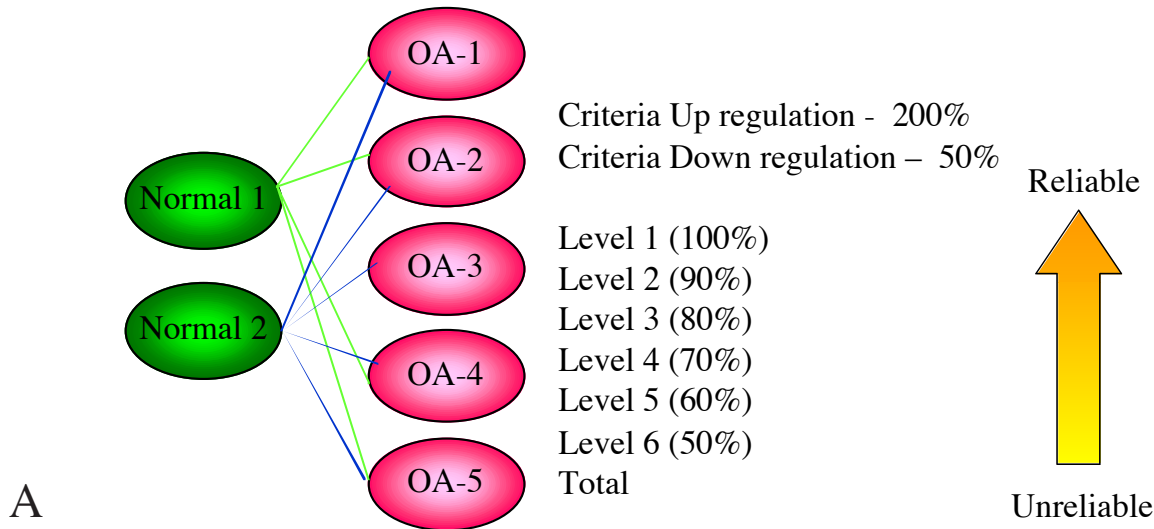 OA-1
OA-2
OA-3
OA-4
OA-5
Normal 1
Normal 2
Criteria Up regulation - 200%
Criteria Down regulation – 50%
Level 1 (100%)
Level 2 (90%)
Level 3 (80%)
Level 4 (70%)
Level 5 (60%)
Level 6 (50%)
Total
Reliable
Unreliable
A